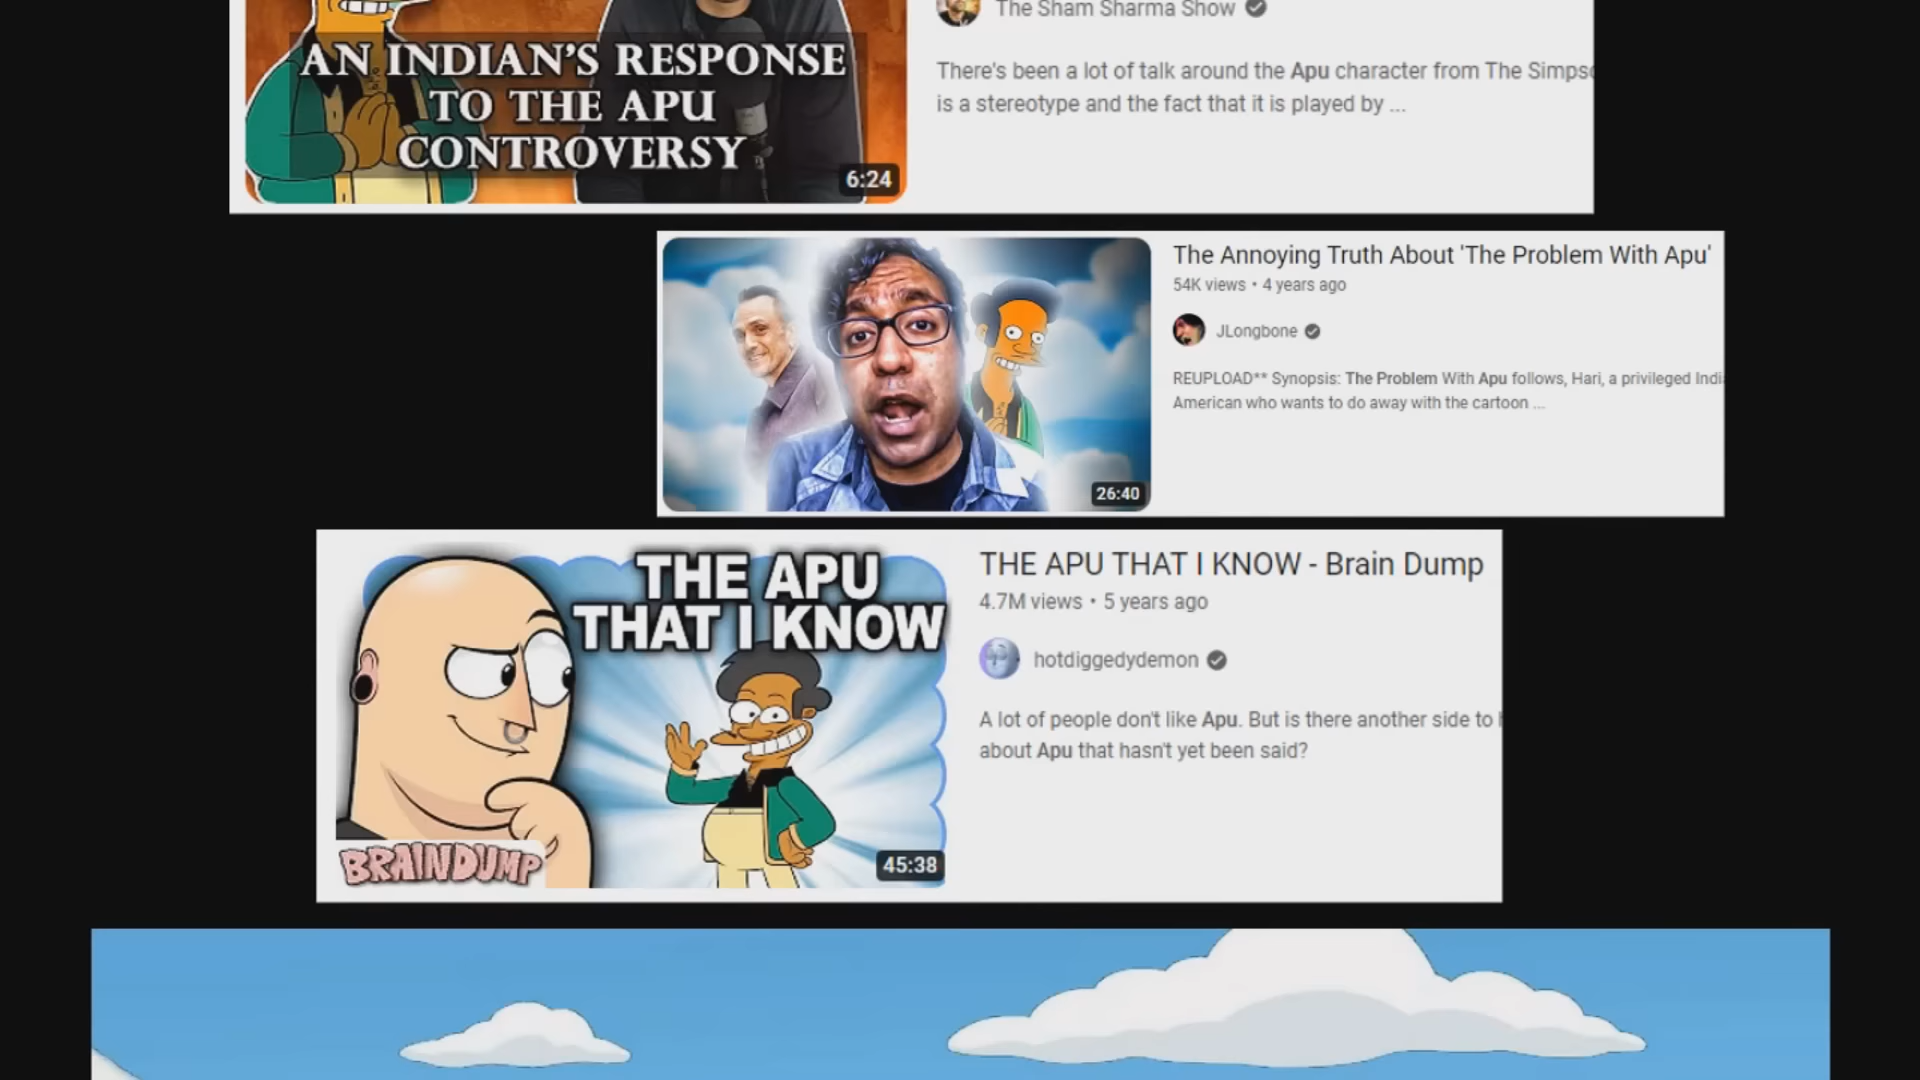 The Sham Sharma Show
AN INDIAN'S RESPONSE
TO THE APU
CONTROVERSY
6:24
There's been a lot of talk around the Apu character from The Simpso
is a stereotype and the fact that it is played by ...
The Annoying Truth About 'The Problem With Apu'
54K views • 4 years ago
JLongbone
REUPLOAD** Synopsis: The Problem With Apu follows, Hari, a privileged Indi
American who wants to do away with the cartoon ...
26:40
THE APU
THAT I KNOW
BRAINDUMP
45:38
THE APU THAT I KNOW - Brain Dump
4.7M views • 5 years ago
hotdiggedydemon
A lot of people don't like Apu. But is there another side to
about Apu that hasn't yet been said?